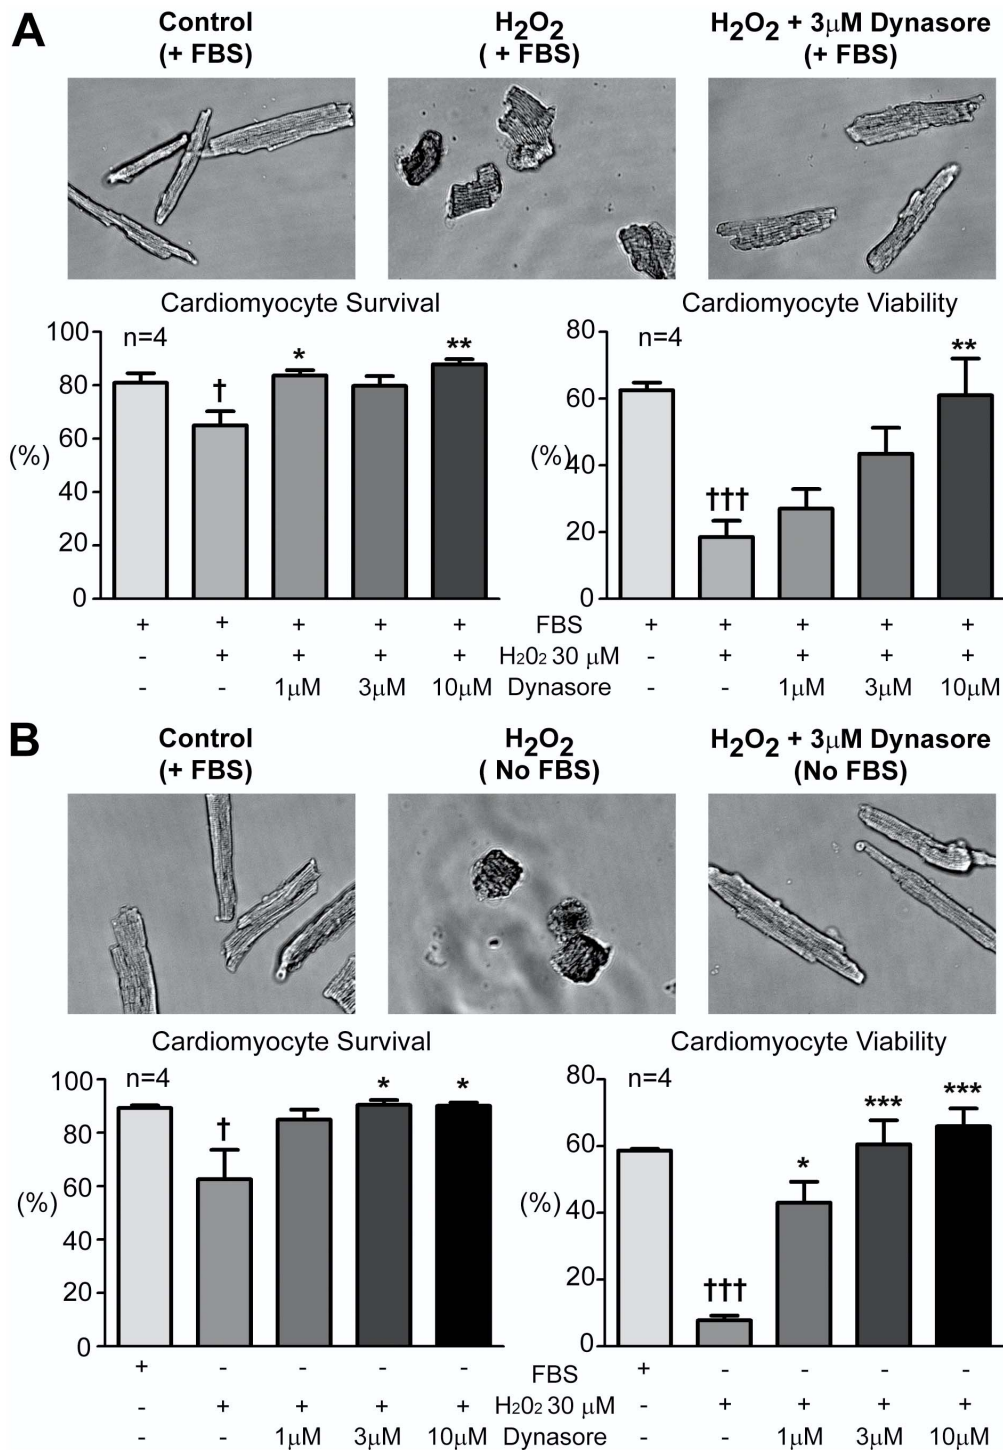 A
Control
(+ FBS)
H2O2
( + FBS)
H2O2 + 3μM Dynasore
(+ FBS)
Cardiomyocyte Survival
100
80
60
40
20
0
(%)
n=4
†
*
**
Cardiomyocyte Viability
80
60
40
20
0
(%)
n=4
†††
**
+ + + + + FBS + + + + +
- + + + + H2O2 30 μM - + + + +
- - 1μM 3μM 10μM Dynasore - - 1μM 3μM 10μM
B
Control
(+ FBS)
H2O2
( No FBS)
H2O2 + 3μM Dynasore
(No FBS)
Cardiomyocyte Survival
100
80
60
40
20
0
(%)
n=4
†
*
*
Cardiomyocyte Viability
80
60
40
20
0
(%)
n=4
†††
*
***
***
+ - - - - FBS + - - - -
- + + + + H2O2 30 μM - + + + +
- - 1μM 3μM 10μM Dynasore - - 1μM 3μM 10μM